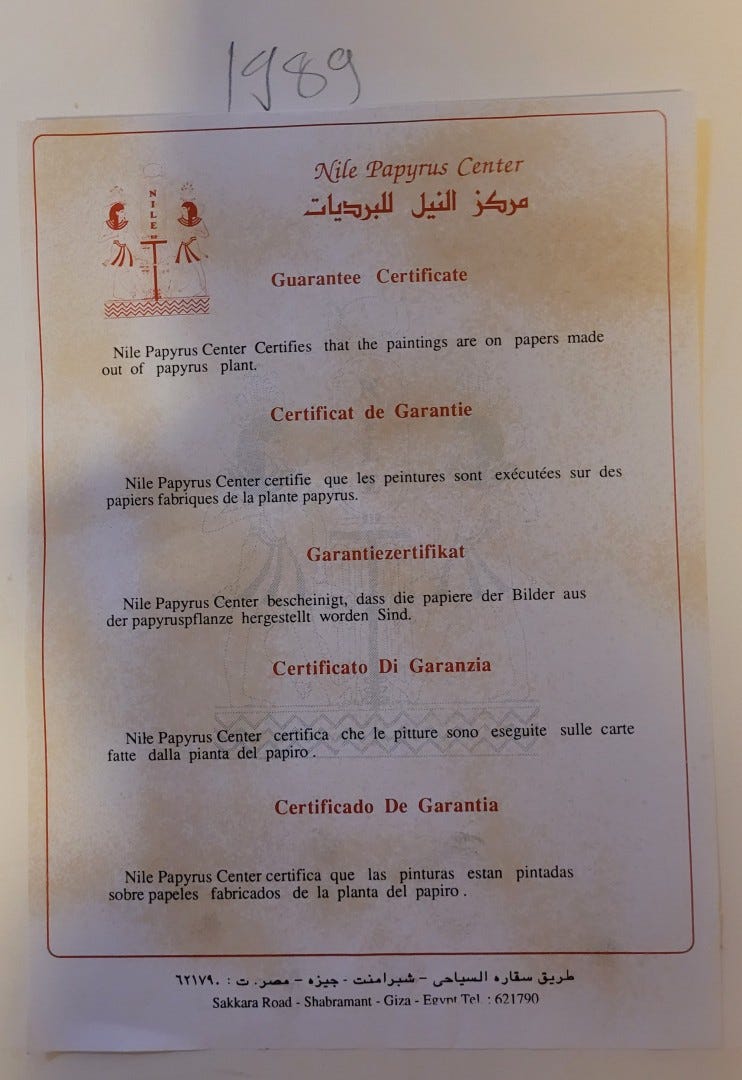 1989
NILE
Nile Papyrus Center
مركز النيل للبرديات
Guarantee Certificate
Nile Papyrus Center Certifies that the paintings are on papers made
out of papyrus plant.
Certificat de Garantie
Nile Papyrus Center certifie que les peintures sont exécutées sur des
papiers fabriques de la plante papyrus.
Garantiezertifikat
Nile Papyrus Center bescheinigt, dass die papiere der Bilder aus
der papyruspflanze hergestellt worden Sind.
Certificato Di Garanzia
Nile Papyrus Center certifica che le pitture sono eseguite sulle carte
fatte dalla pianta del papiro .
Certificado De Garantia
Nile Papyrus Center certifica que las pinturas estan pintadas
sobre papeles fabricados de la planta del papiro .
طريق سقاره السياحى – شبرامنت - جيزه – مصر. ت : ٦٢١٧٩٠
Sakkara Road - Shabramant - Giza - Egypt Tel. : 621790